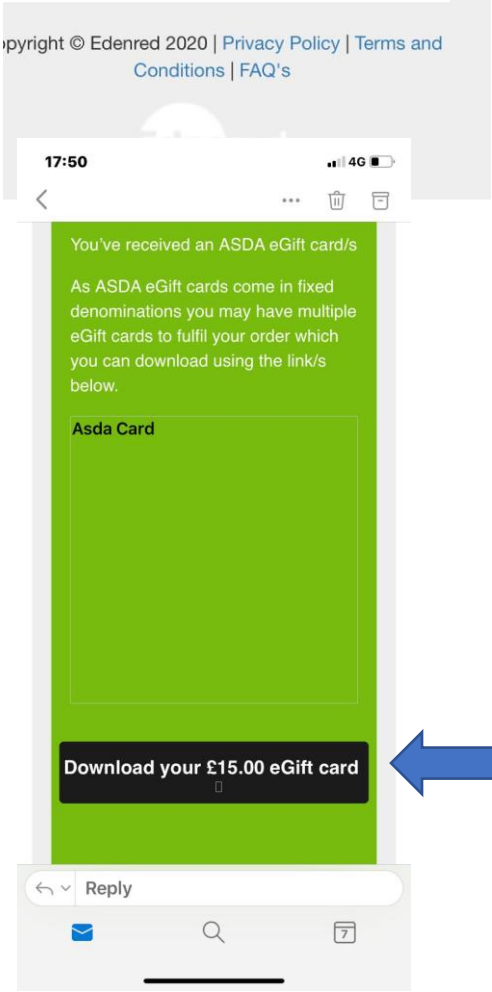 opyright © Edenred 2020 | Privacy Policy | Terms and
Conditions | FAQ's
17:50
4G
You've received an ASDA eGift card/s
As ASDA eGift cards come in fixed
denominations you may have multiple
eGift cards to fulfil your order which
you can download using the link/s
below.
Asda Card
Download your £15.00 eGift card
Reply
7